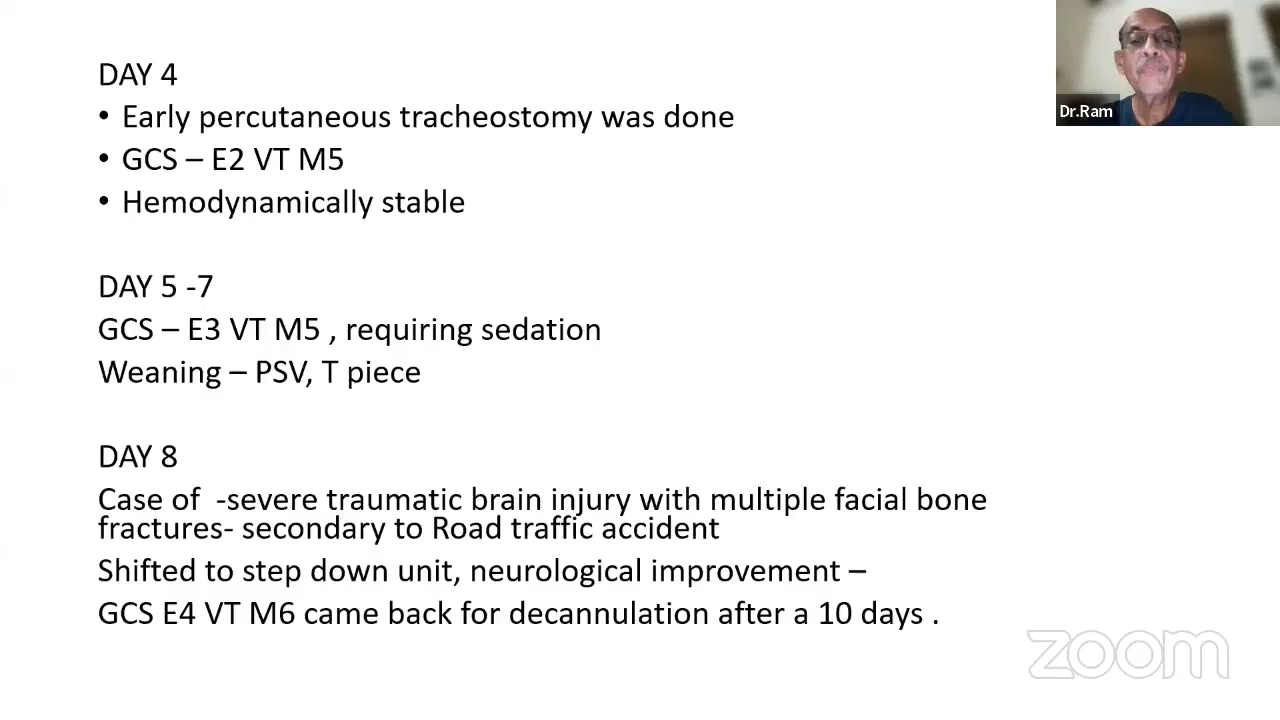 DAY 4
• Early percutaneous tracheostomy was done
• GCS – E2 VT M5
• Hemodynamically stable
DAY 5 -7
GCS – E3 VT M5 , requiring sedation
Weaning – PSV, T piece
DAY 8
Case of  -severe traumatic brain injury with multiple facial bone
fractures- secondary to Road traffic accident
Shifted to step down unit, neurological improvement –
GCS E4 VT M6 came back for decannulation after a 10 days .
Dr.Ram
zoom